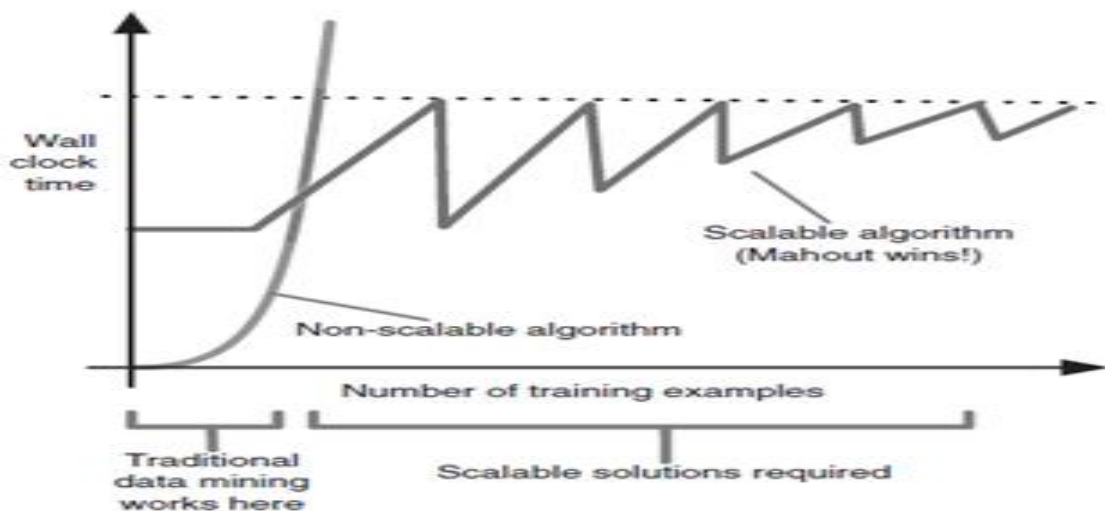 Wall
clock
time
Scalable algorithm
(Mahout wins!)
Non-scalable algorithm
Number of training examples
Traditional
data mining
works here
Scalable solutions required